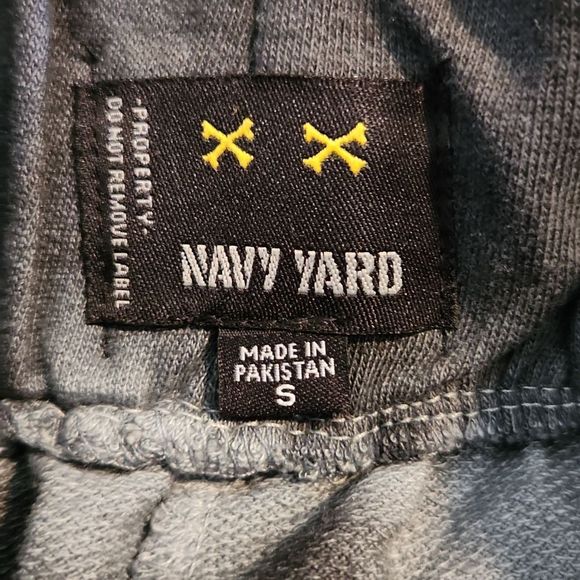 ·PROPERTY·
DO NOT REMOVE LABEL
NAVY YARD
MADE IN
PAKISTAN
S